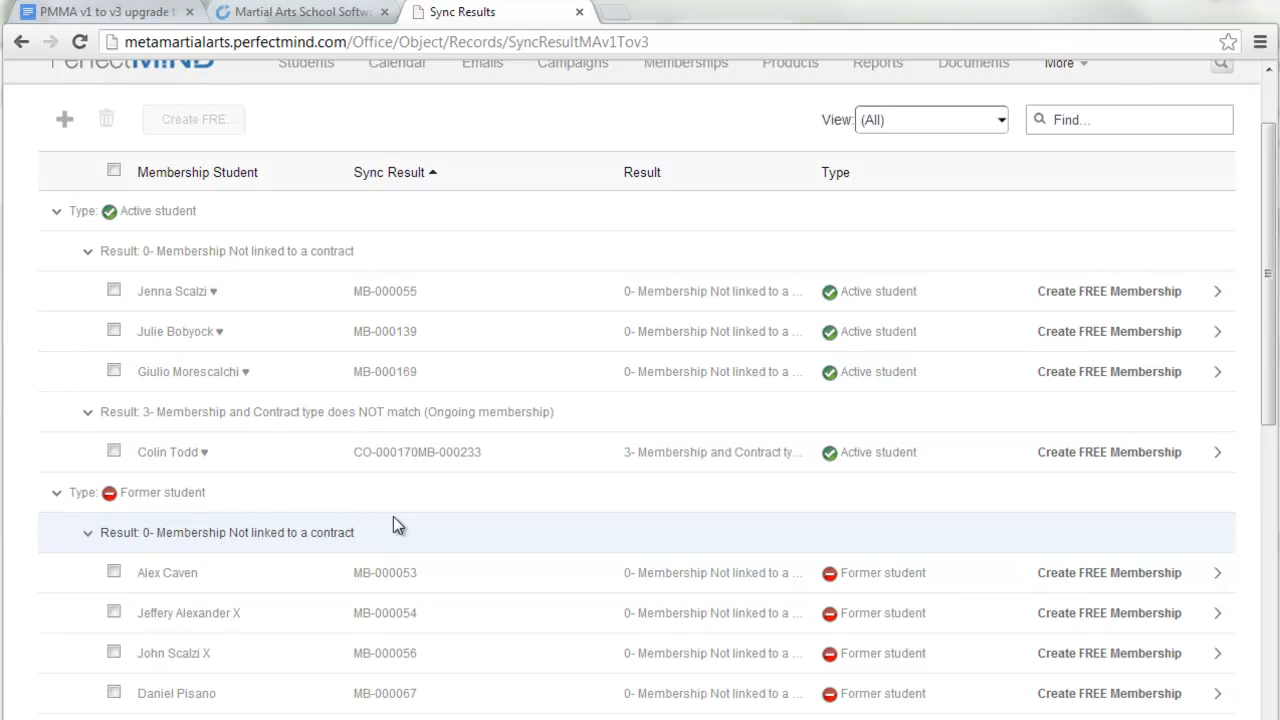 PMMA v1 to v3 upgrade t
Martial Arts School Softw
Sync Results
metamartialarts.perfectmind.com/Office/Object/Records/SyncResultMAv1Tov3
PerfectMIND Students Calendar Emails Campaigns Memberships Products Reports Documents More
Create FRE... View: (All) Find...
Membership Student Sync Result Result Type
Type: Active student
Result: 0- Membership Not linked to a contract
Jenna Scalzi ♥ MB-000055 0- Membership Not linked to a ... Active student Create FREE Membership
Julie Bobyock ♥ MB-000139 0- Membership Not linked to a ... Active student Create FREE Membership
Giulio Morescalchi ♥ MB-000169 0- Membership Not linked to a ... Active student Create FREE Membership
Result: 3- Membership and Contract type does NOT match (Ongoing membership)
Colin Todd ♥ CO-000170MB-000233 3- Membership and Contract ty... Active student Create FREE Membership
Type: Former student
Result: 0- Membership Not linked to a contract
Alex Caven MB-000053 0- Membership Not linked to a ... Former student Create FREE Membership
Jeffery Alexander X MB-000054 0- Membership Not linked to a ... Former student Create FREE Membership
John Scalzi X MB-000056 0- Membership Not linked to a ... Former student Create FREE Membership
Daniel Pisano MB-000067 0- Membership Not linked to a ... Former student Create FREE Membership